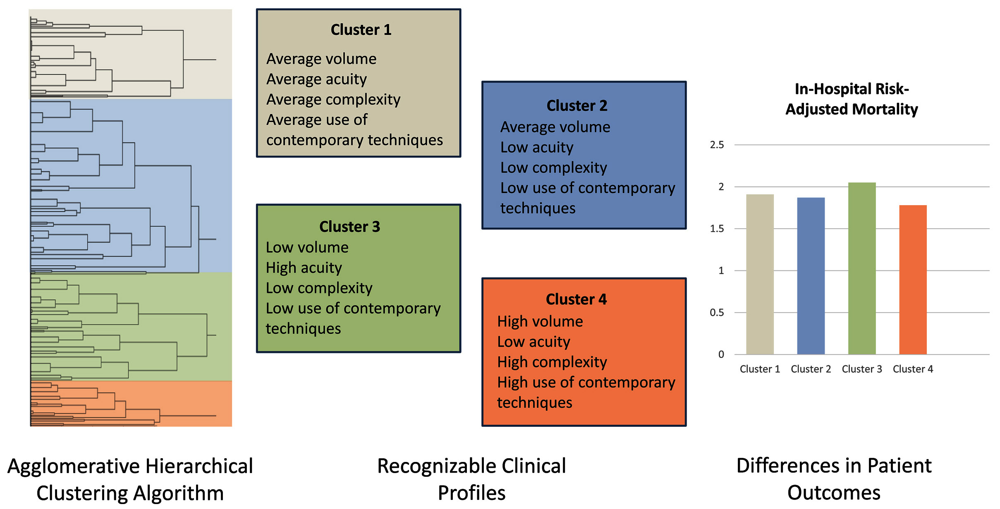 Cluster 1
Average volume
Average acuity
Average complexity
Average use of
contemporary techniques
Cluster 2
Average volume
Low acuity
Low complexity
Low use of contemporary
techniques
Cluster 3
Low volume
High acuity
Low complexity
Low use of contemporary
techniques
Cluster 4
High volume
Low acuity
High complexity
High use of contemporary
techniques
In-Hospital Risk-
Adjusted Mortality
2.5
2
1.5
1
0.5
0
Cluster 1 Cluster 2 Cluster 3 Cluster 4
Agglomerative Hierarchical
Clustering Algorithm
Recognizable Clinical
Profiles
Differences in Patient
Outcomes